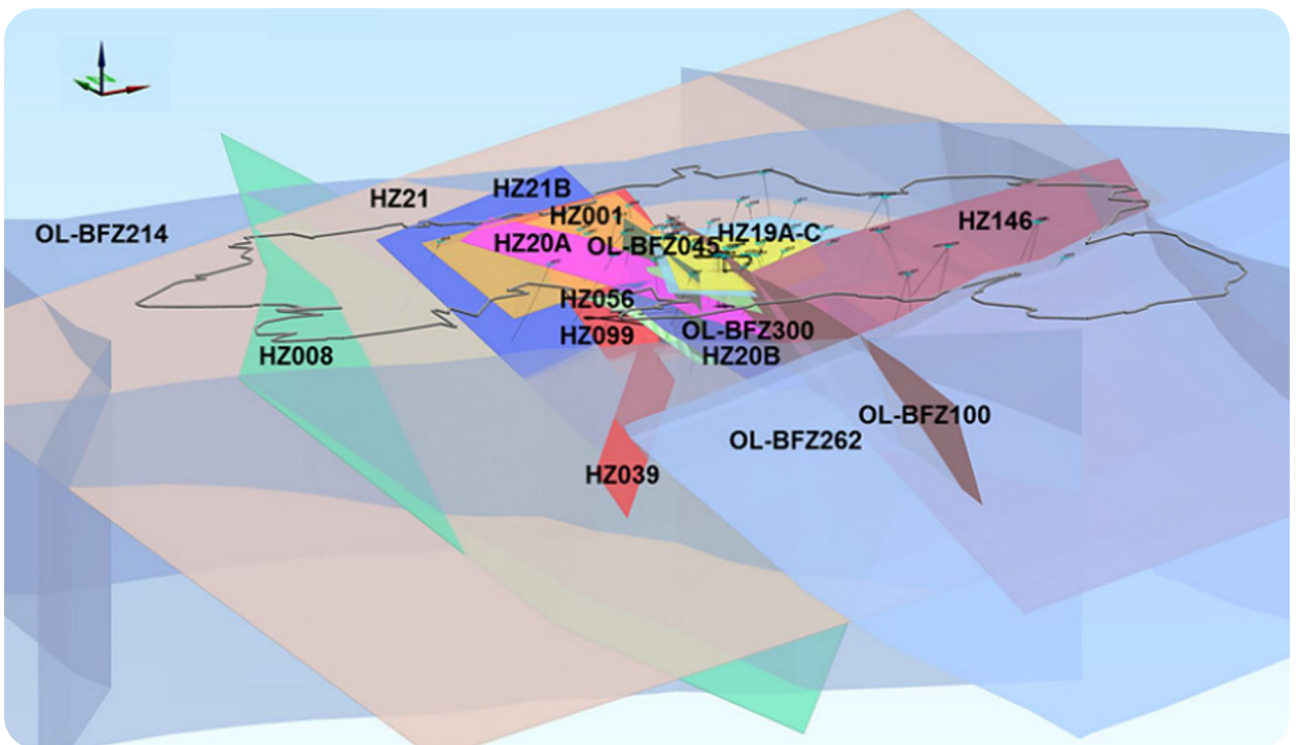 HZ21B
HZ21
HZ001
HZ146
OL-BFZ214
HZ20A
OL-BFZ045
HZ19A-C
HZ056
HZ099
OL-BFZ300
HZ008
HZ20B
OL-BFZ100
OL-BFZ262
HZ039